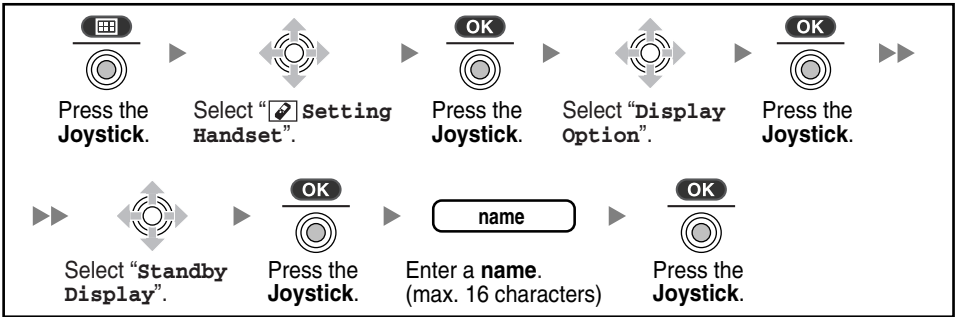 OK OK OK
Press the Select “Setting Press the Select “Display Press the
Joystick. Handset”. Joystick. Option”. Joystick.
OK name OK
Select “Standby Press the Enter a name. Press the
Display”. Joystick. (max. 16 characters) Joystick.